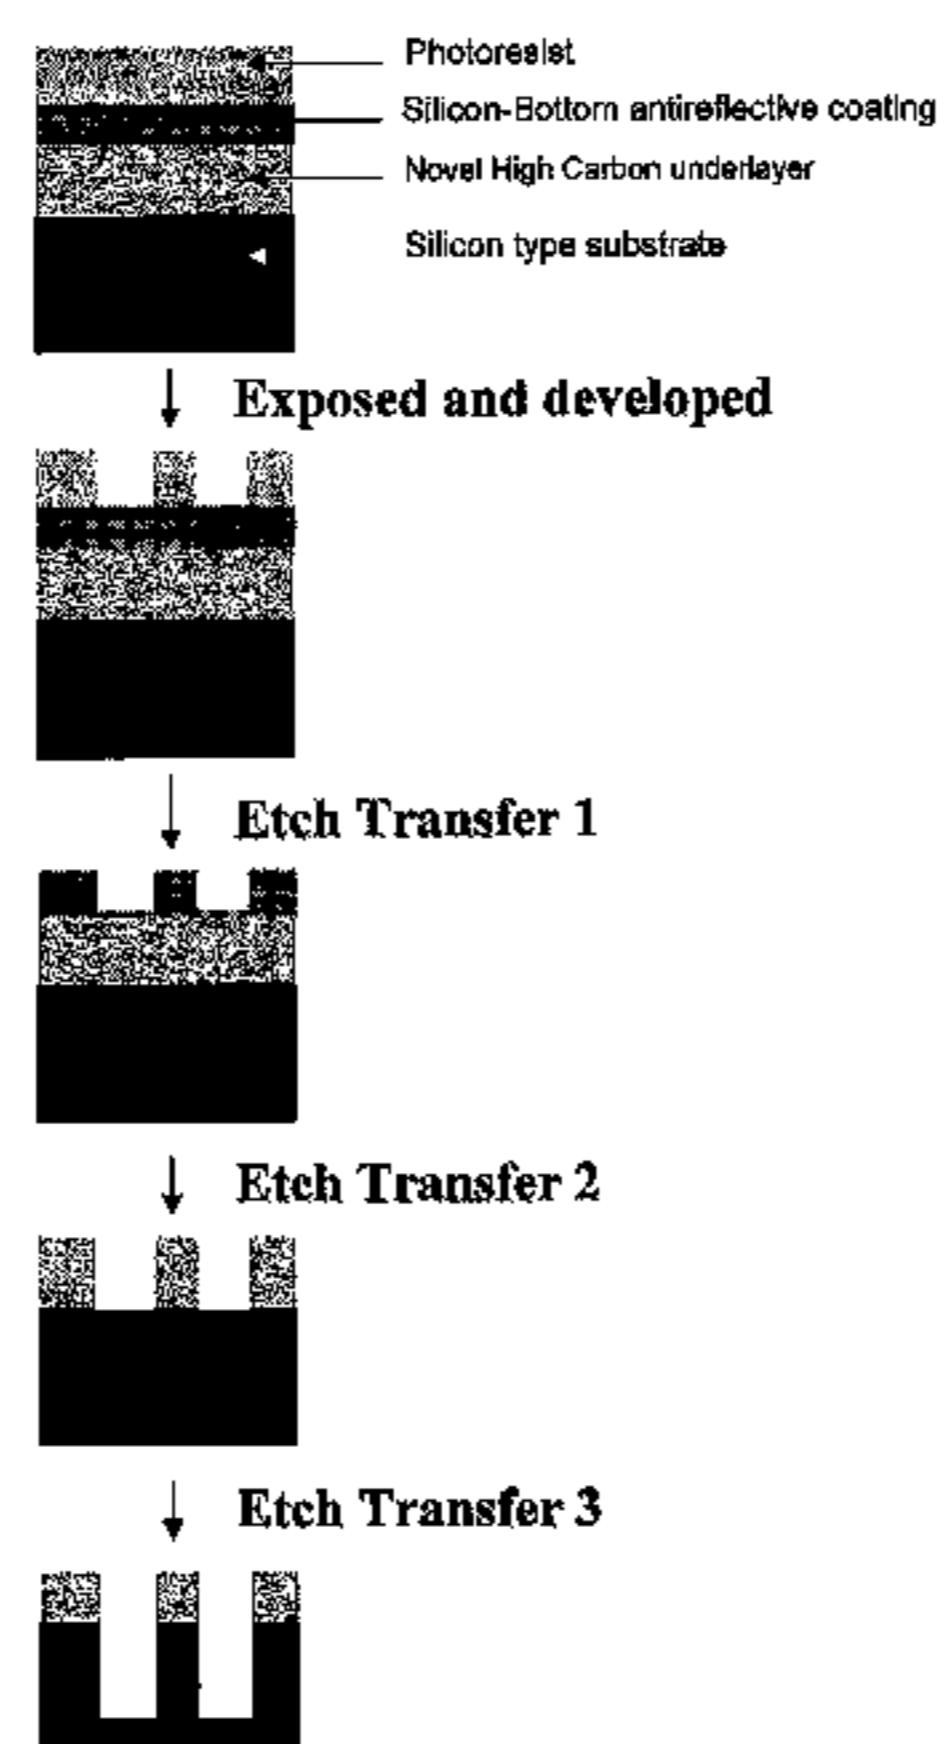 Photoresist
Silicon-Bottom antireflective coating
Novel High Carbon underlayer
Silicon type substrate
Exposed and developed
Etch Transfer 1
Etch Transfer 2
Etch Transfer 3